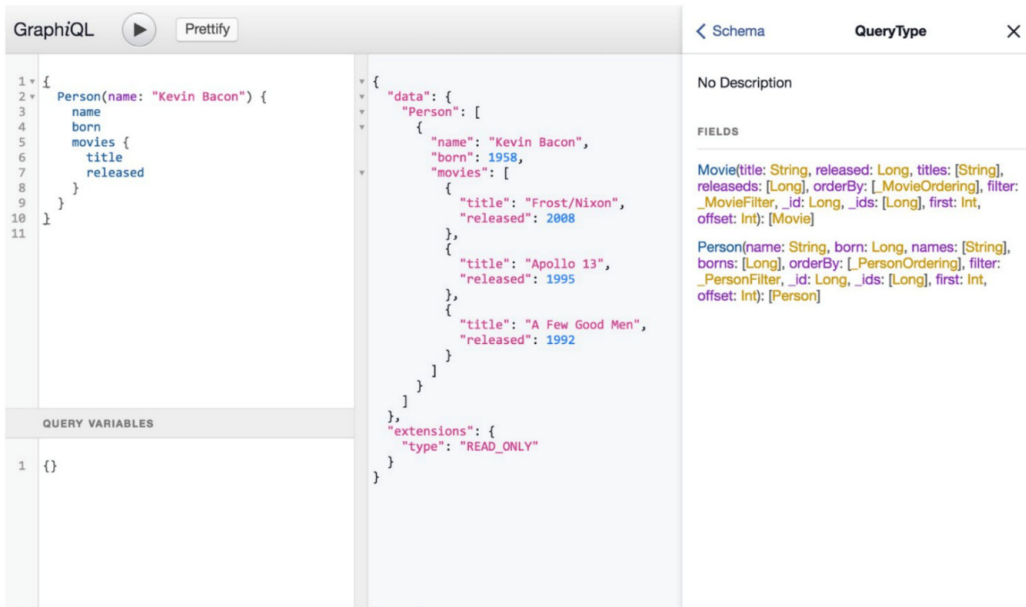 GraphiQL
Prettify
1 {
2 Person(name: "Kevin Bacon") {
3 name
4 born
5 movies {
6 title
7 released
8 }
9 }
10 }
11
QUERY VARIABLES
1 {}
{
"data": {
"Person": [
{
"name": "Kevin Bacon",
"born": 1958,
"movies": [
{
"title": "Frost/Nixon",
"released": 2008
},
{
"title": "Apollo 13",
"released": 1995
},
{
"title": "A Few Good Men",
"released": 1992
}
]
}
]
},
"extensions": {
"type": "READ_ONLY"
}
}
Schema
QueryType
No Description
FIELDS
Movie(title: String, released: Long, titles: [String],
releaseds: [Long], orderBy: [_MovieOrdering], filter:
_MovieFilter, _id: Long, _ids: [Long], first: Int,
offset: Int): [Movie]
Person(name: String, born: Long, names: [String],
borns: [Long], orderBy: [_PersonOrdering], filter:
_PersonFilter, _id: Long, _ids: [Long], first: Int,
offset: Int): [Person]